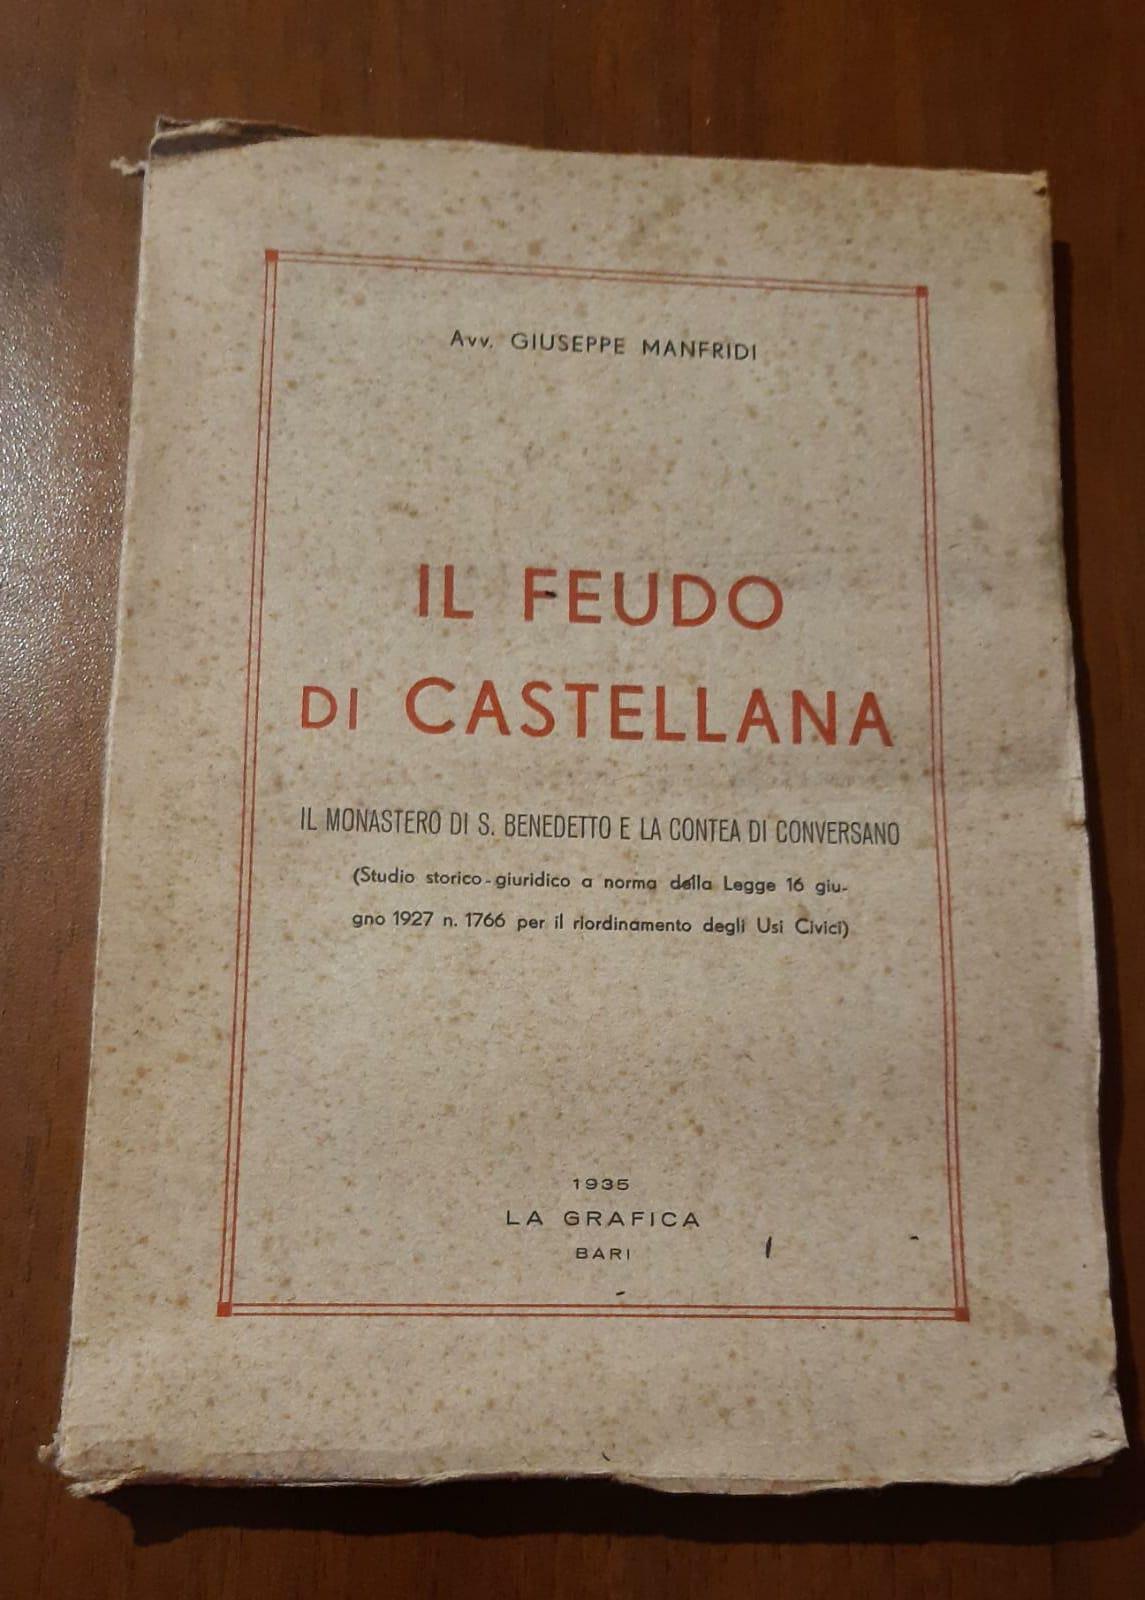 Avv. GIUSEPPE MANFRIDI
IL FEUDO
DI CASTELLANA
IL MONASTERO DI S. BENEDETTO E LA CONTEA DI CONVERSANO
(Studio storico-giuridico a norma della Legge 16 giu-
gno 1927 n. 1766 per il riordinamento degli Usi Civici)
1935
LA GRAFICA
BARI